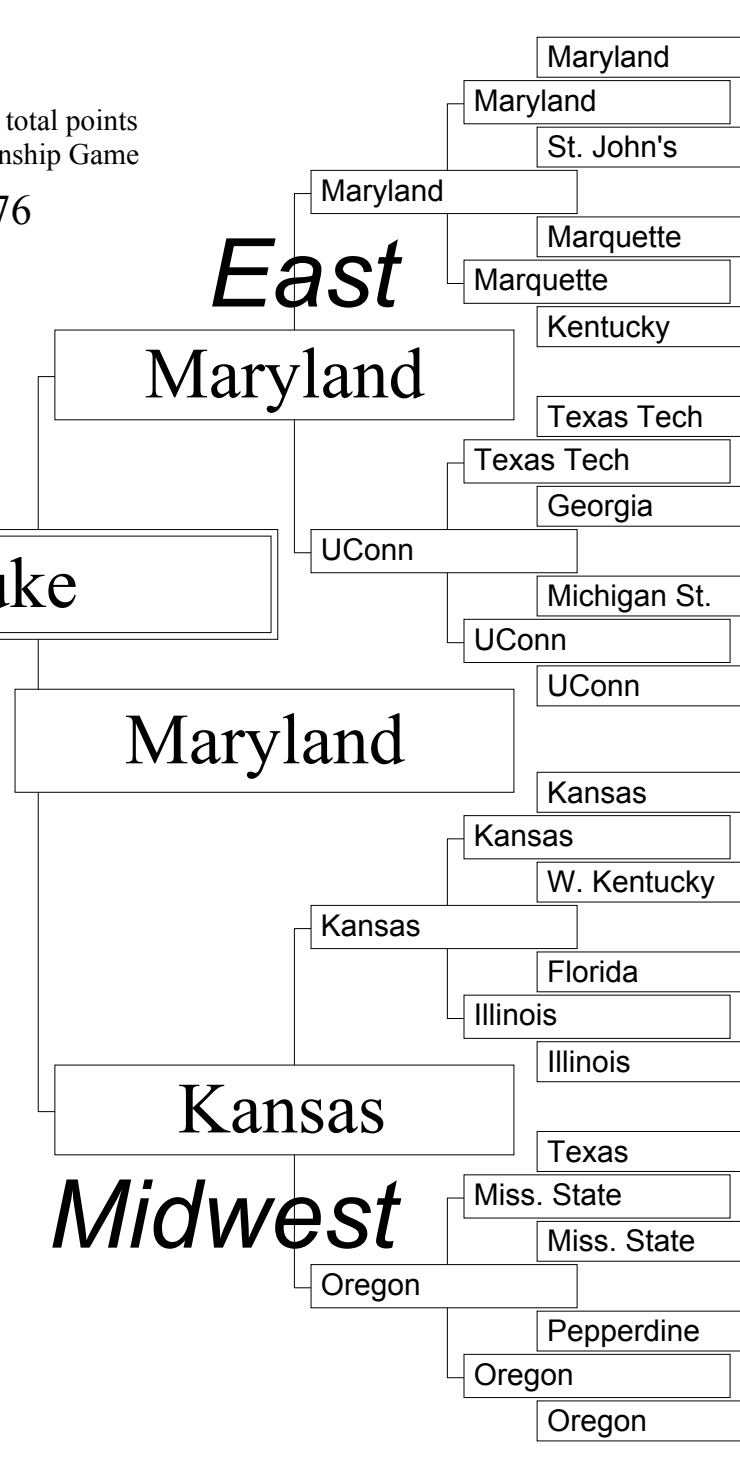 Maryland
Maryland
total points
St. John's
nship Game
Maryland
76
Marquette
East
Marquette
Kentucky
Maryland
Texas Tech
Texas Tech
Georgia
UConn
uke
Michigan St.
UConn
UConn
Maryland
Kansas
Kansas
W. Kentucky
Kansas
Florida
Illinois
Illinois
Kansas
Texas
Miss. State
Midwest
Miss. State
Oregon
Pepperdine
Oregon
Oregon